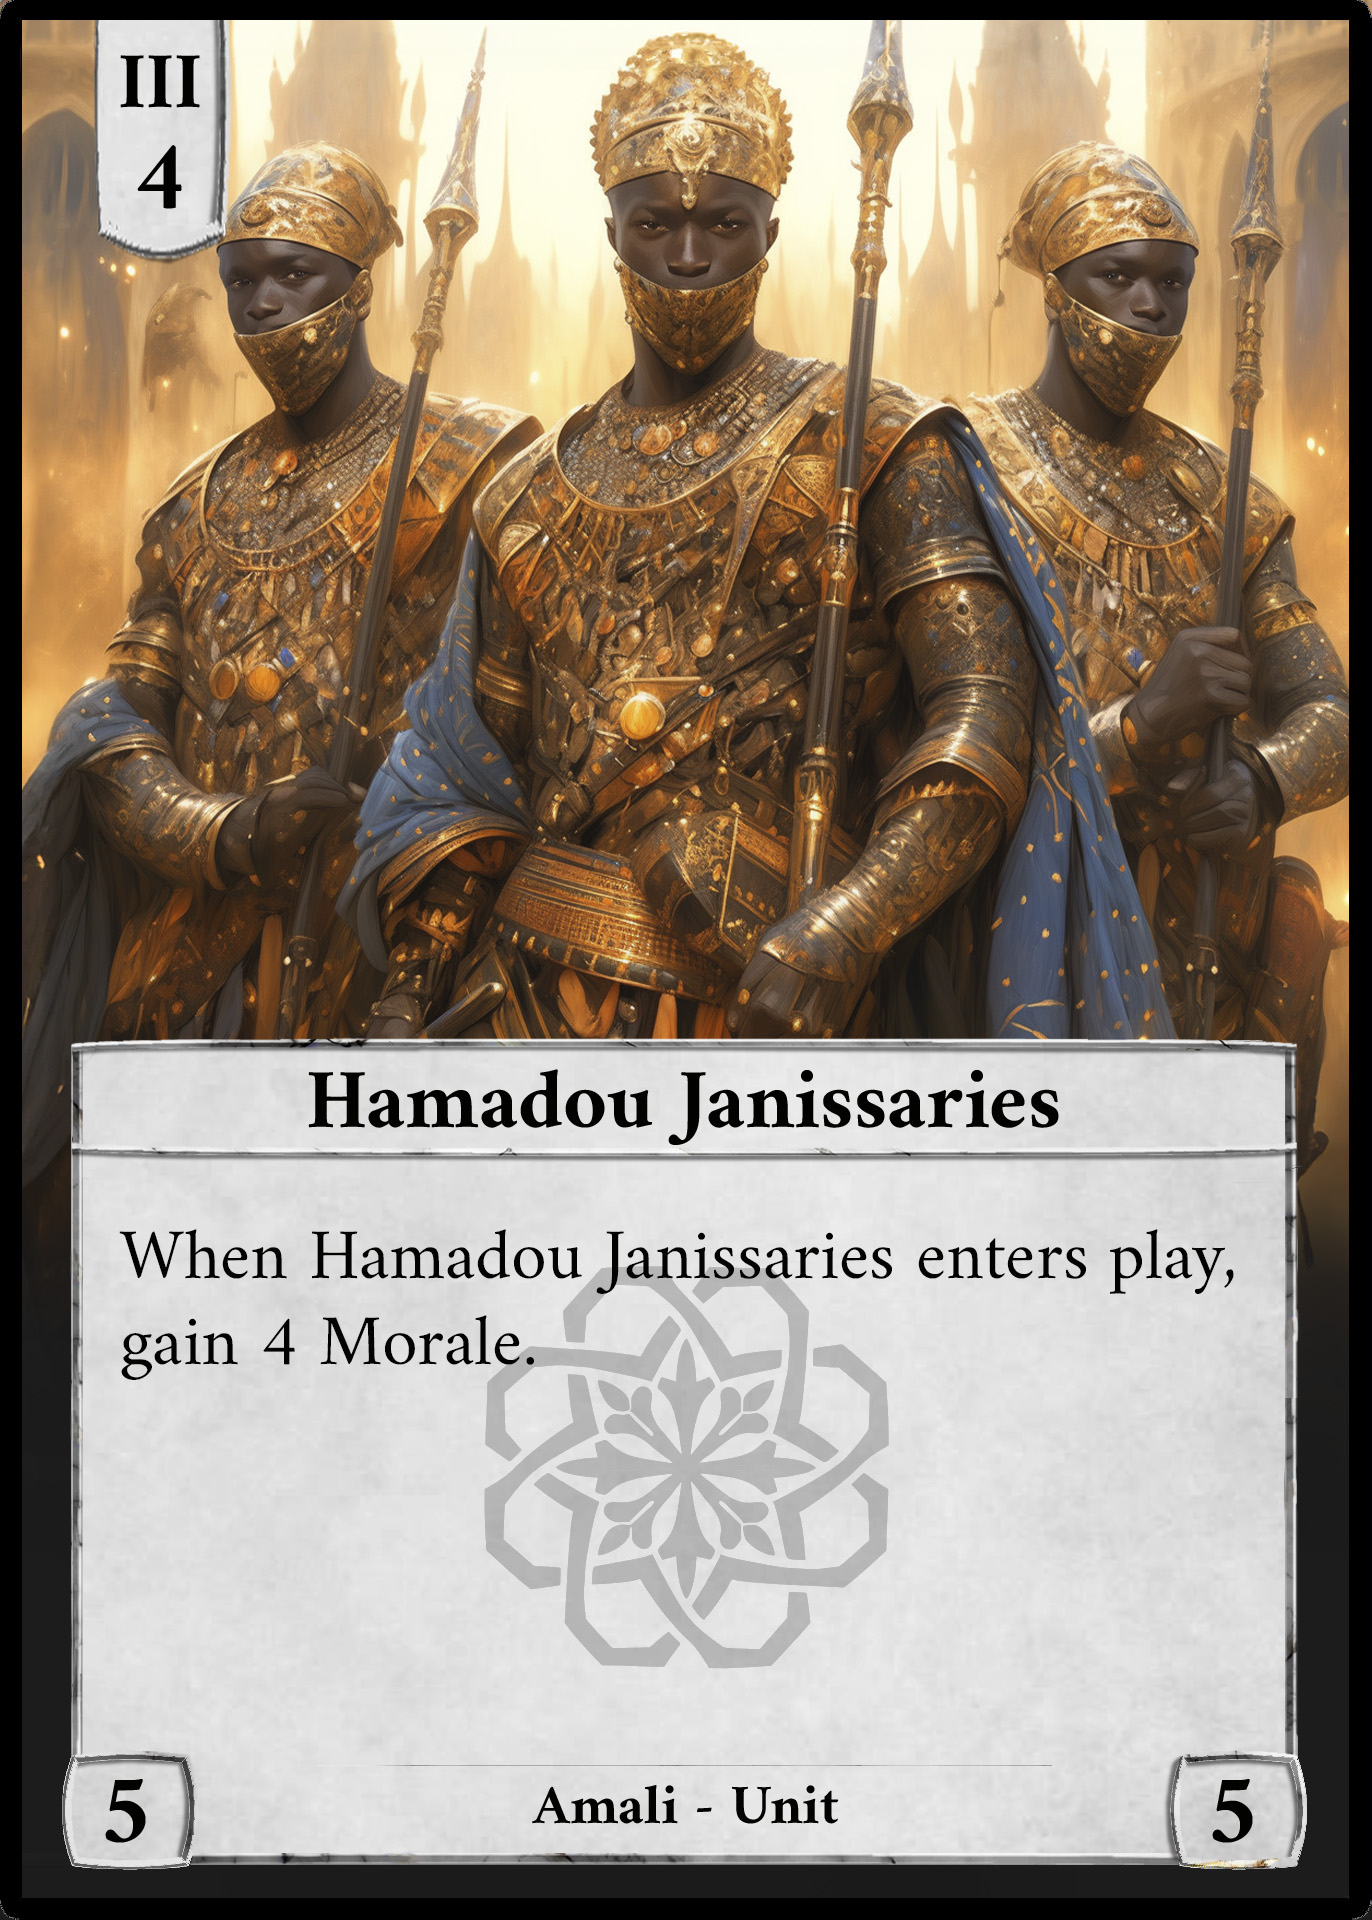 III
4
Hamadou Janissaries
When Hamadou Janissaries enters play,
gain 4 Morale.
5
Amali - Unit
5